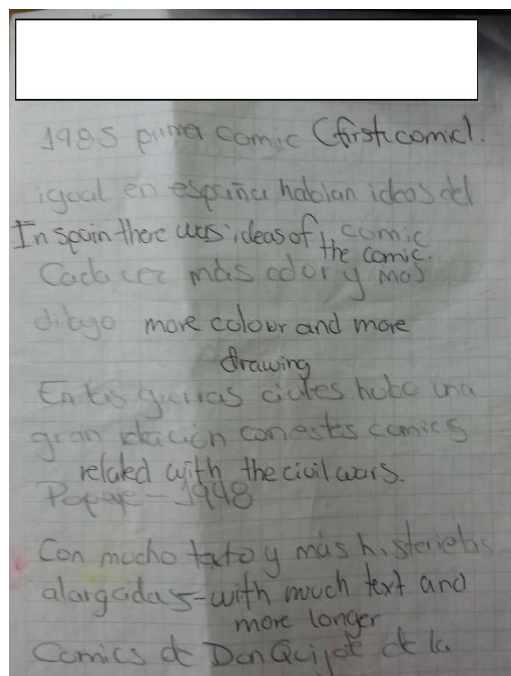 1985 primer comic (first comic).
igual en españa hablan ideas del
comic
In spain there was ideas of the comic.
Cada vez más color y mas
dibujo more colour and more
drawing
En las guerras civiles hubo una
gran relación con estos comics
related with the civil wars.
Popeye - 1948
Con mucho texto y más historietas
alargadas - with much text and
more longer
Comics de Don Quijote de la